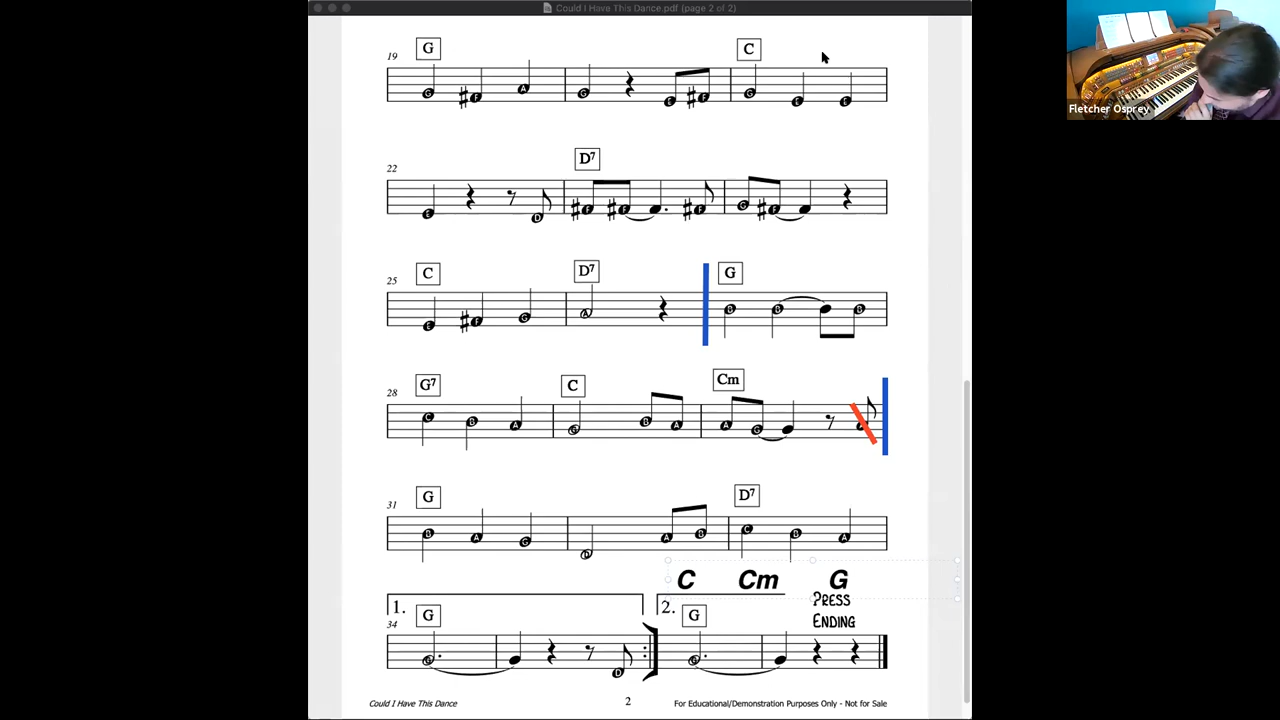 Could I Have This Dance.pdf (page 2 of 2)
Fletcher Osprey
19
G
C
G F A G E F G E E
22
D7
E D F F F G F
25
C
D7
G
E F G A B B B
28
G7
C
Cm
C B A G B A A G A
31
G
D7
B A G D A B C B A
C Cm G
PRESS
ENDING
1.
2.
34
G
G
G D G
Could I Have This Dance
2
For Educational/Demonstration Purposes Only - Not for Sale